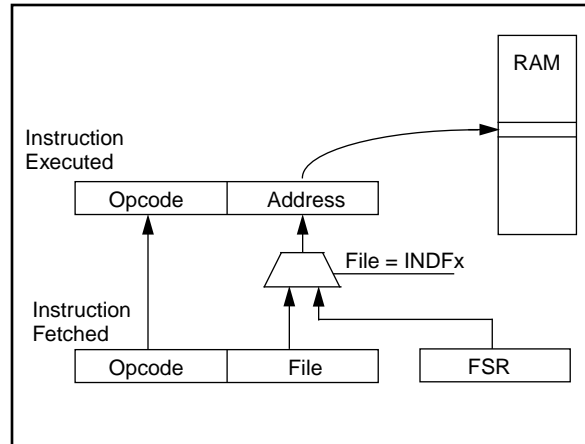 RAM
Instruction
Executed
Opcode Address
File = INDFx
Instruction
Fetched
Opcode File FSR